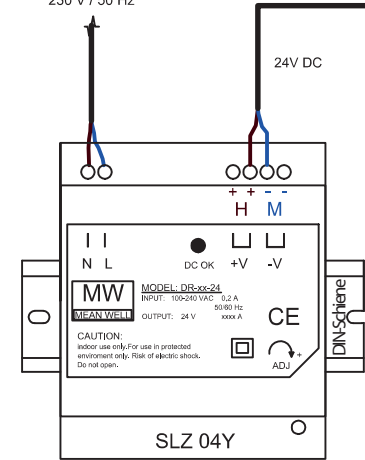 230 V / 50 Hz
24V DC
+ + - -
H M
N L
DC OK
+V -V
MW
MEAN WELL
MODEL: DR-xx-24
INPUT: 100-240 VAC 0,2 A
50/60 Hz
OUTPUT: 24 V xxxx A
CAUTION:
Indoor use only.For use in protected
enviroment only. Risk of electric shock.
Do not open.
CE
+
ADJ
DIN-Schiene
SLZ 04Y